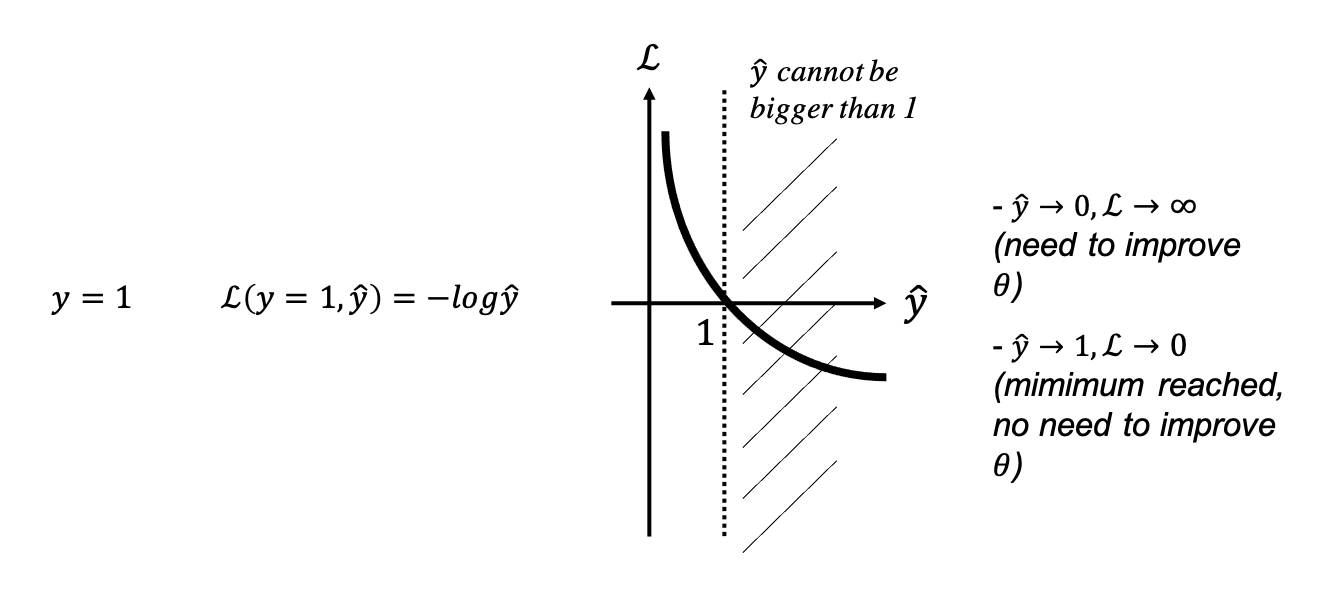 ℒ
ŷ cannot be
bigger than 1
y = 1
ℒ(y = 1, ŷ) = −logŷ
ŷ
1
- ŷ → 0, ℒ → ∞
(need to improve
θ)
- ŷ → 1, ℒ → 0
(mimimum reached,
no need to improve
θ)